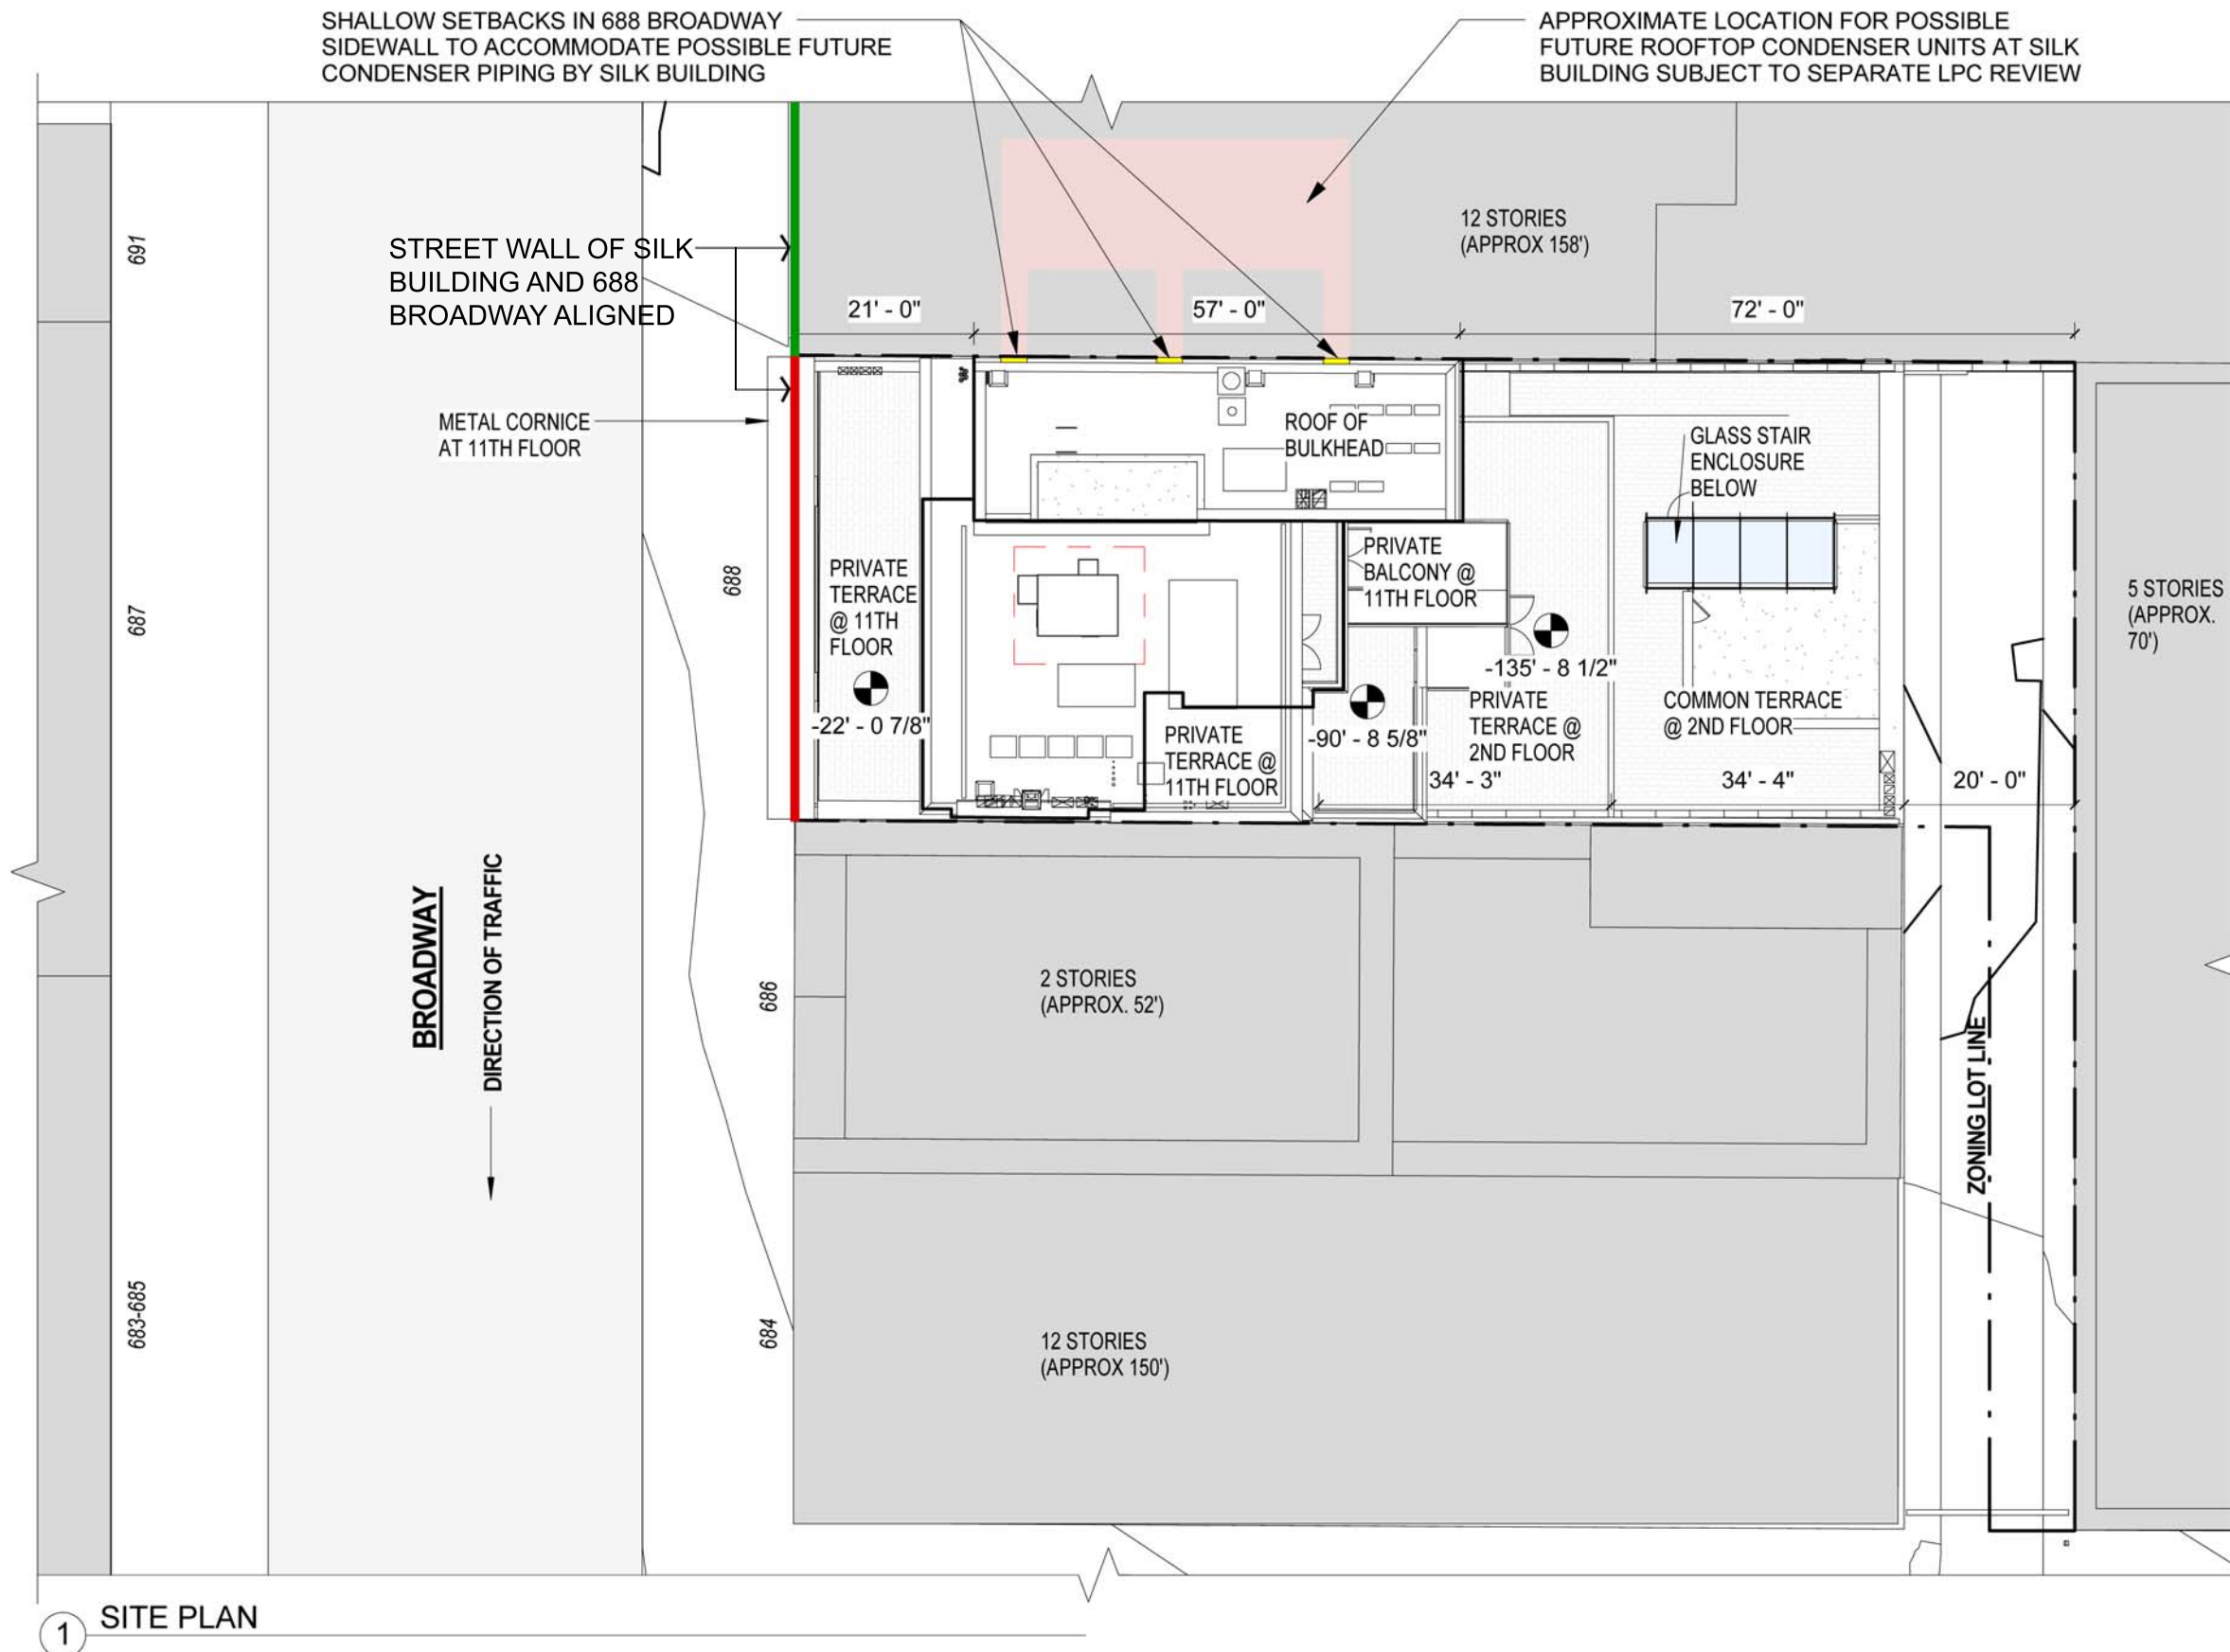 SHALLOW SETBACKS IN 688 BROADWAY
SIDEWALL TO ACCOMMODATE POSSIBLE FUTURE
CONDENSER PIPING BY SILK BUILDING
APPROXIMATE LOCATION FOR POSSIBLE
FUTURE ROOFTOP CONDENSER UNITS AT SILK
BUILDING SUBJECT TO SEPARATE LPC REVIEW
691
STREET WALL OF SILK
BUILDING AND 688
BROADWAY ALIGNED
12 STORIES
(APPROX 158')
21' - 0"
57' - 0"
72' - 0"
METAL CORNICE
AT 11TH FLOOR
ROOF OF
BULKHEAD
GLASS STAIR
ENCLOSURE
BELOW
687
688
PRIVATE
TERRACE
@ 11TH
FLOOR
-22' - 0 7/8"
PRIVATE
BALCONY @
11TH FLOOR
-135' - 8 1/2"
5 STORIES
(APPROX.
70')
PRIVATE
TERRACE @
11TH FLOOR
-90' - 8 5/8"
PRIVATE
TERRACE @
2ND FLOOR
COMMON TERRACE
@ 2ND FLOOR
34' - 3"
34' - 4"
20' - 0"
BROADWAY
DIRECTION OF TRAFFIC
686
2 STORIES
(APPROX. 52')
ZONING LOT LINE
683-685
684
12 STORIES
(APPROX 150')
1
SITE PLAN